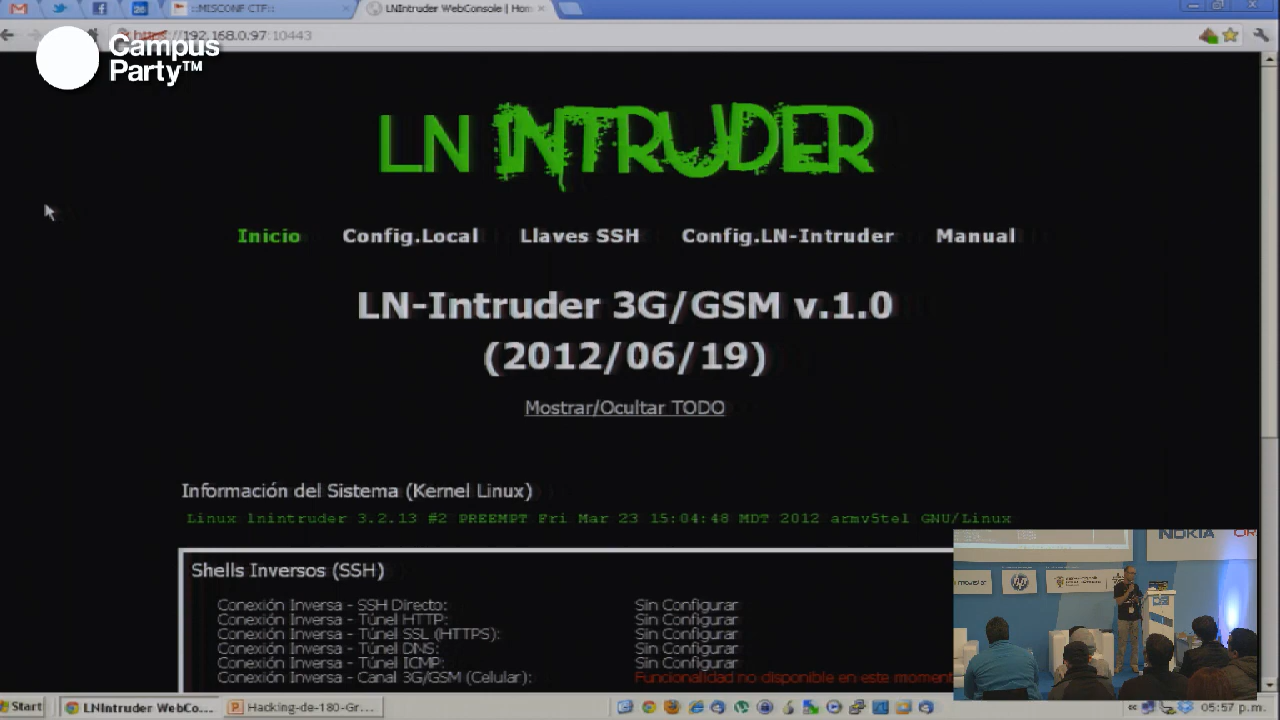 ::MISCONF CTF::
LNIntruder WebConsole | Hom
https://192.168.0.97:10443
Campus
Party™
LN INTRUDER
Inicio Config.Local Llaves SSH Config.LN-Intruder Manual
LN-Intruder 3G/GSM v.1.0
(2012/06/19)
Mostrar/Ocultar TODO
Información del Sistema (Kernel Linux)
Linux lnintruder 3.2.13 #2 PREEMPT Fri Mar 23 15:04:48 MDT 2012 armv5tel GNU/Linux
Shells Inversos (SSH)
Conexión Inversa - SSH Directo: Sin Configurar
Conexión Inversa - Túnel HTTP: Sin Configurar
Conexión Inversa - Túnel SSL (HTTPS): Sin Configurar
Conexión Inversa - Túnel DNS: Sin Configurar
Conexión Inversa - Túnel ICMP: Sin Configurar
Conexión Inversa - Canal 3G/GSM (Celular): Funcionalidad no disponible en este moment
NOKIA
hp
Start LNIntruder WebCo... Hacking-de-180-Gr... 05:57 p.m.